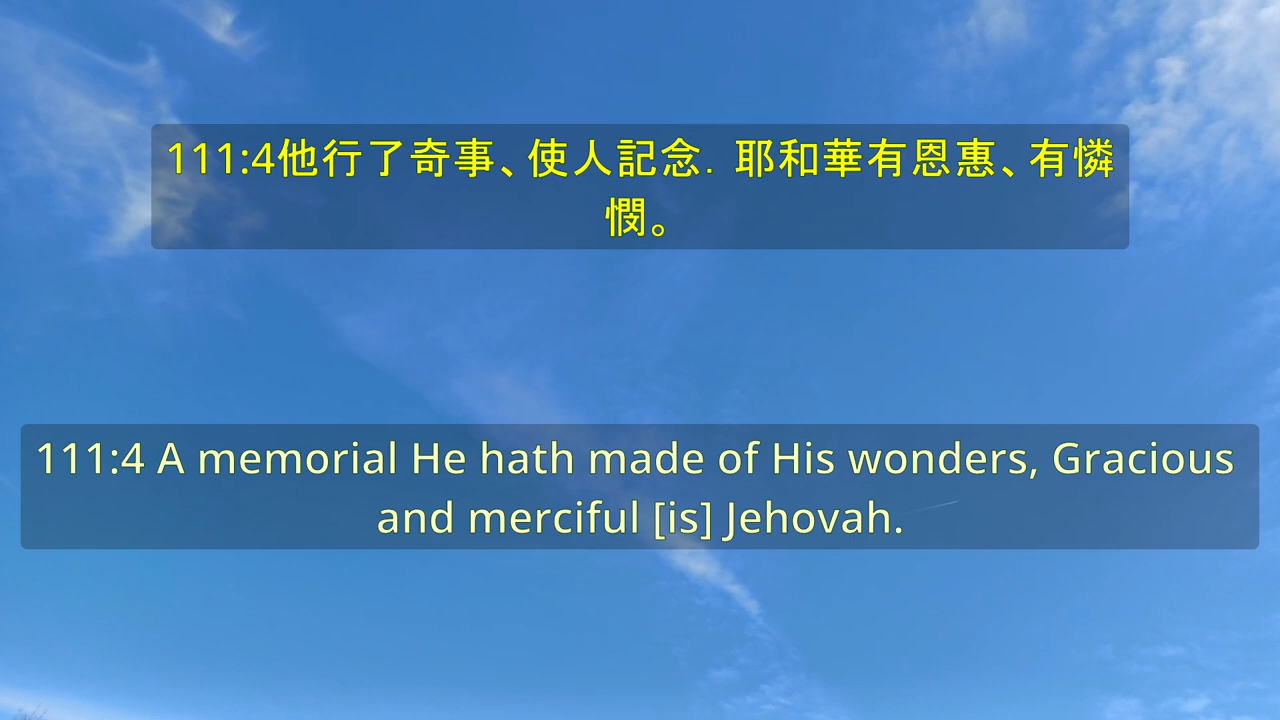 111:4他行了奇事、使人記念．耶和華有恩惠、有憐
憫。
111:4 A memorial He hath made of His wonders, Gracious
and merciful [is] Jehovah.